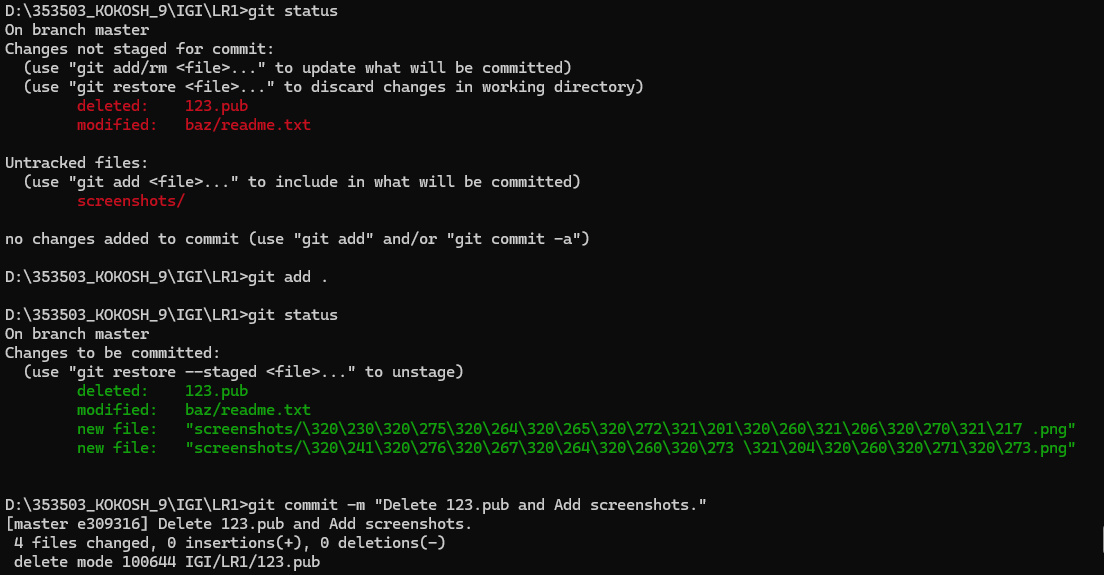 D:\353503_KOKOSH_9\IGI\LR1>git status
On branch master
Changes not staged for commit:
(use "git add/rm <file>..." to update what will be committed)
(use "git restore <file>..." to discard changes in working directory)
deleted: 123.pub
modified: baz/readme.txt
Untracked files:
(use "git add <file>..." to include in what will be committed)
screenshots/
no changes added to commit (use "git add" and/or "git commit -a")
D:\353503_KOKOSH_9\IGI\LR1>git add .
D:\353503_KOKOSH_9\IGI\LR1>git status
On branch master
Changes to be committed:
(use "git restore --staged <file>..." to unstage)
deleted: 123.pub
modified: baz/readme.txt
new file: "screenshots/\320\230\320\275\320\264\320\265\320\272\321\201\320\260\321\206\320\270\321\217 .png"
new file: "screenshots/\320\241\320\276\320\267\320\264\320\260\320\273 \321\204\320\260\320\271\320\273.png"
D:\353503_KOKOSH_9\IGI\LR1>git commit -m "Delete 123.pub and Add screenshots."
[master e309316] Delete 123.pub and Add screenshots.
4 files changed, 0 insertions(+), 0 deletions(-)
delete mode 100644 IGI/LR1/123.pub